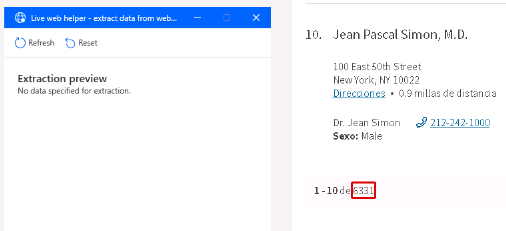 Live web helper - extract data from web...
Refresh Reset
Extraction preview
No data specified for extraction.
10. Jean Pascal Simon, M.D.
100 East 50th Street
New York, NY 10022
Direcciones • 0.9 millas de distancia
Dr. Jean Simon 212-242-1000
Sexo: Male
1 - 10 de 6331